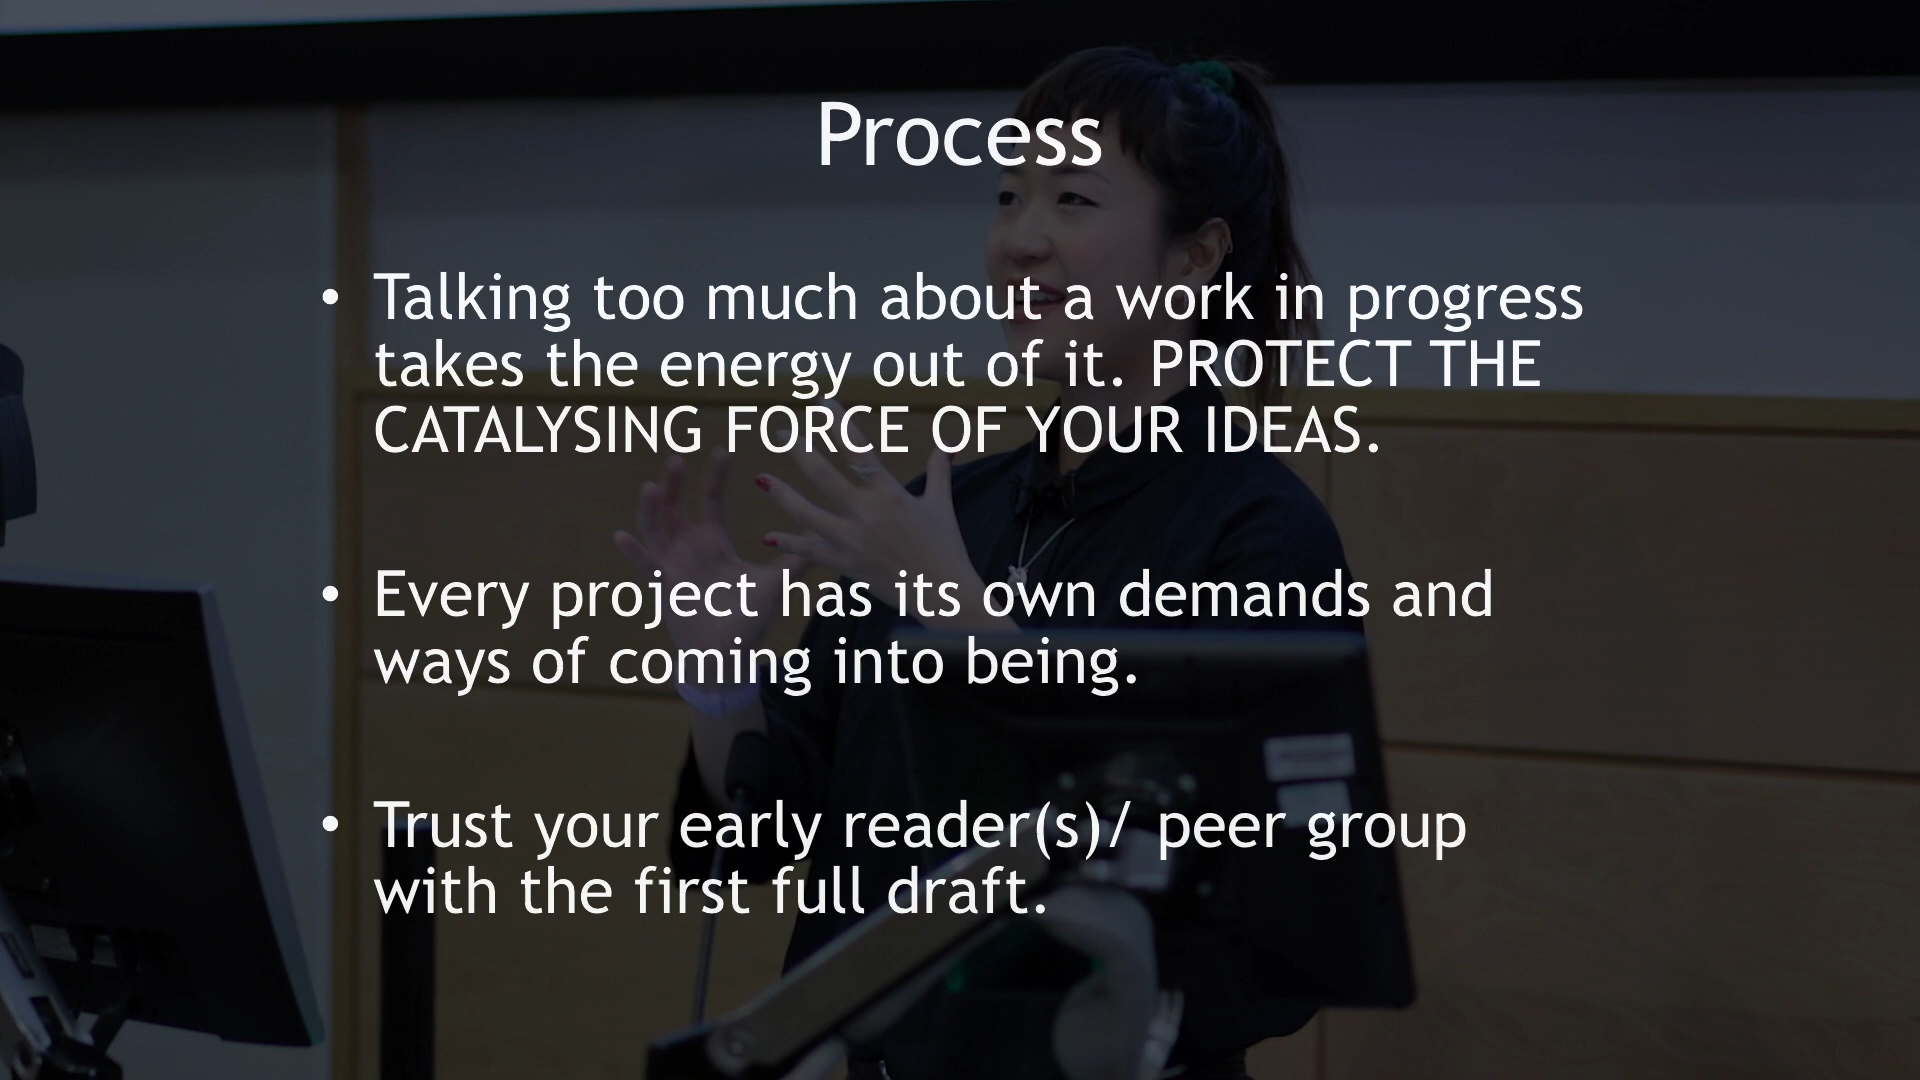 Process
• Talking too much about a work in progress
takes the energy out of it. PROTECT THE
CATALYSING FORCE OF YOUR IDEAS.
• Every project has its own demands and
ways of coming into being.
• Trust your early reader(s)/ peer group
with the first full draft.